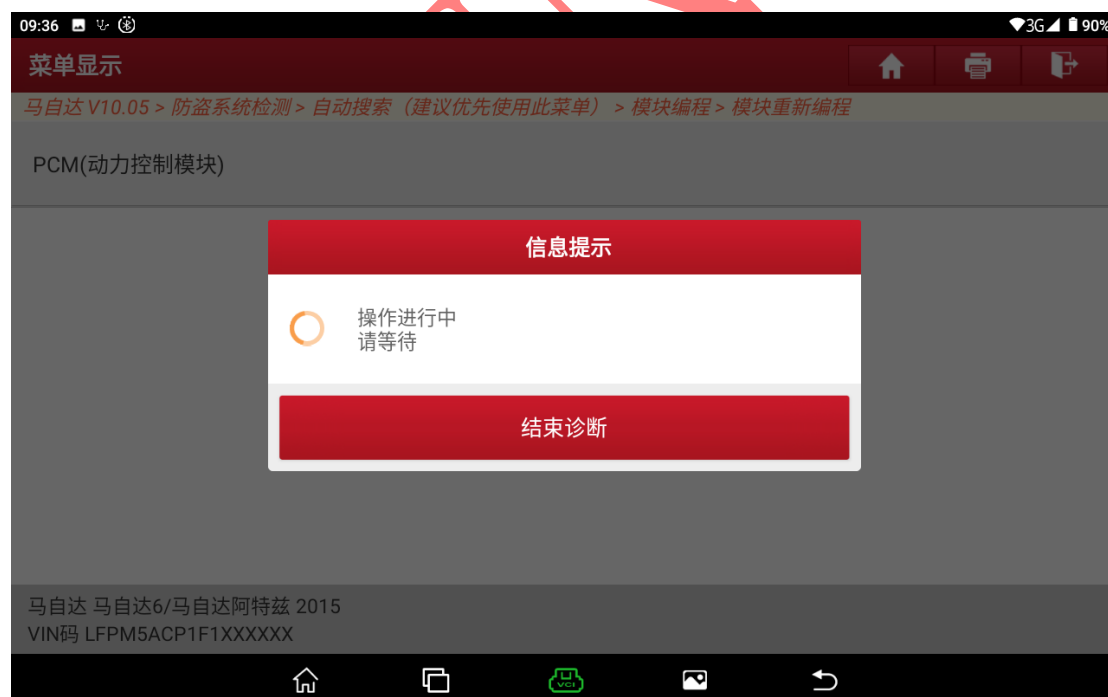 09:36
3G 90%
菜单显示
马自达 V10.05 > 防盗系统检测 > 自动搜索（建议优先使用此菜单） > 模块编程 > 模块重新编程
PCM(动力控制模块)
信息提示
操作进行中
请等待
结束诊断
马自达 马自达6/马自达阿特兹 2015
VIN码 LFPM5ACP1F1XXXXXX
VCI